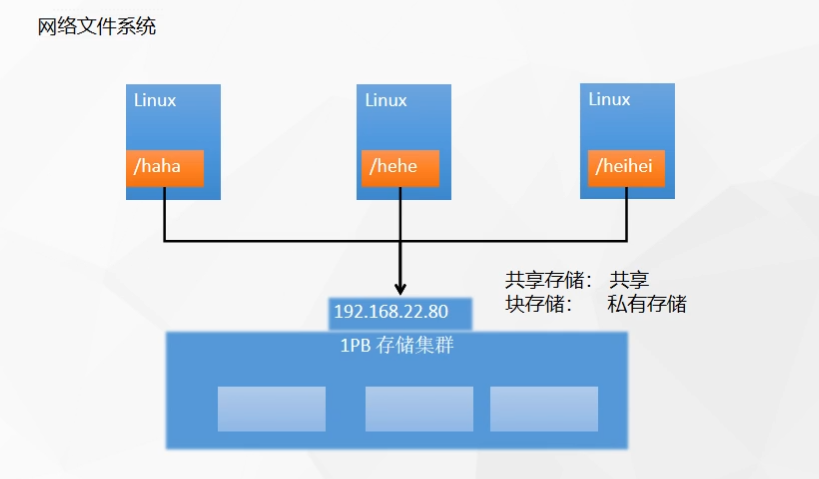 网络文件系统
Linux
Linux
Linux
/haha
/hehe
/heihei
共享存储： 共享
块存储： 私有存储
192.168.22.80
1PB 存储集群